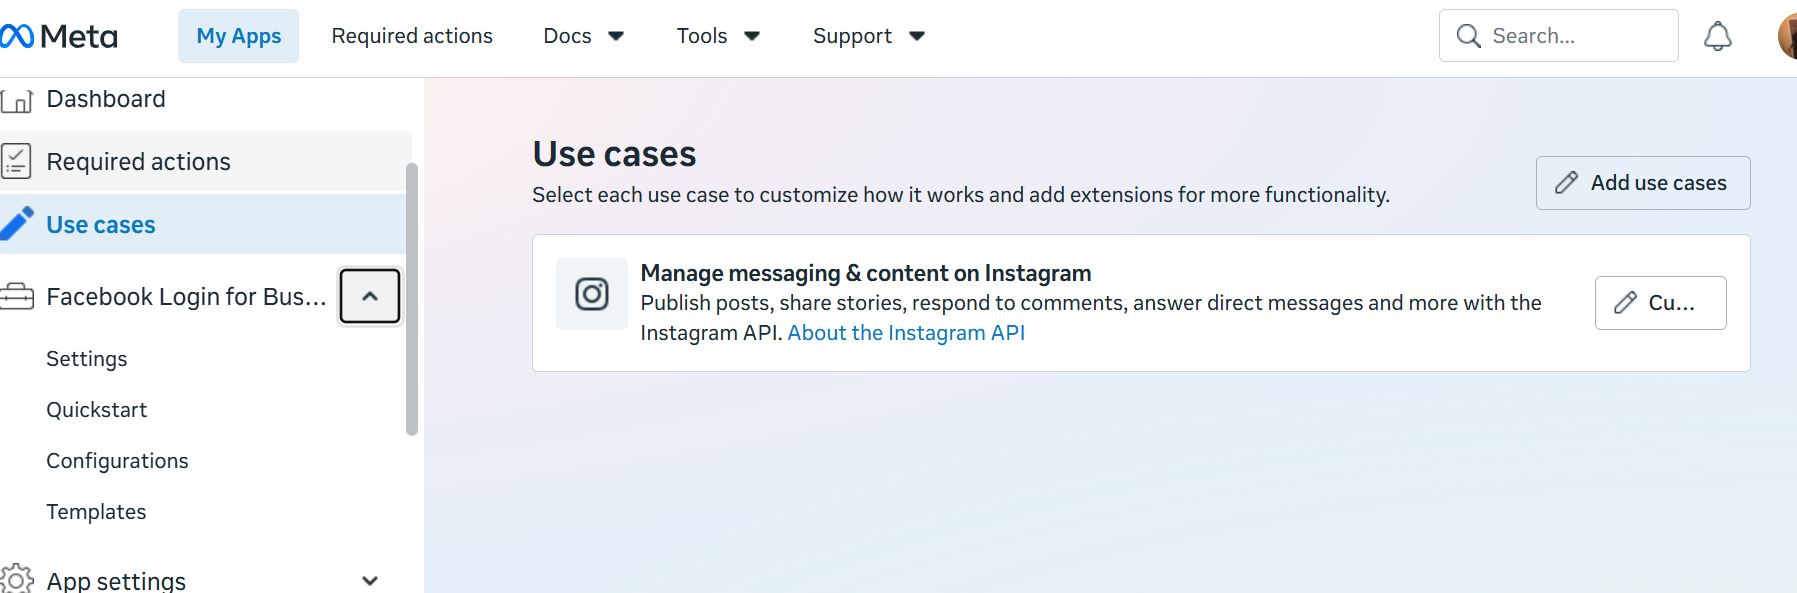 Meta
My Apps
Required actions
Docs
Tools
Support
Search...
Dashboard
Required actions
Use cases
Facebook Login for Bus...
Settings
Quickstart
Configurations
Templates
App settings
Use cases
Select each use case to customize how it works and add extensions for more functionality.
Add use cases
Manage messaging & content on Instagram
Publish posts, share stories, respond to comments, answer direct messages and more with the
Instagram API. About the Instagram API
Cu...